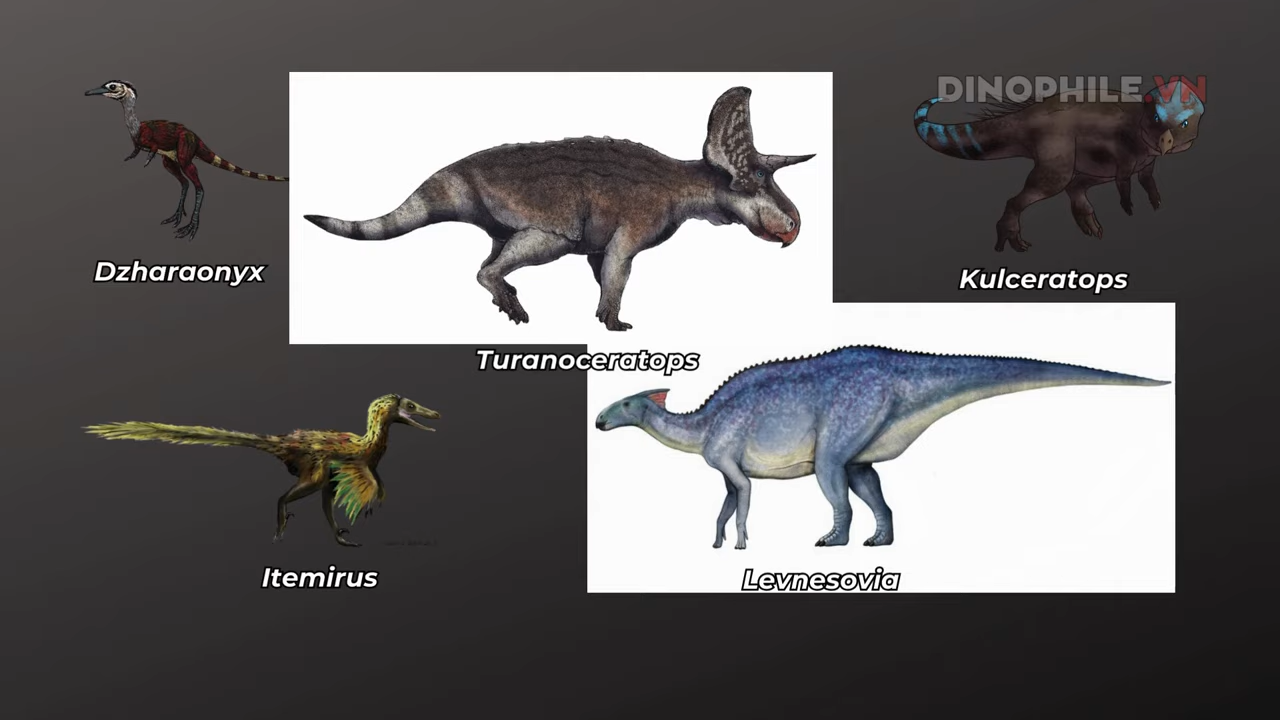 DINOPHILE.VN
Dzharaonyx
Kulceratops
Turanoceratops
Itemirus
Levnesovia